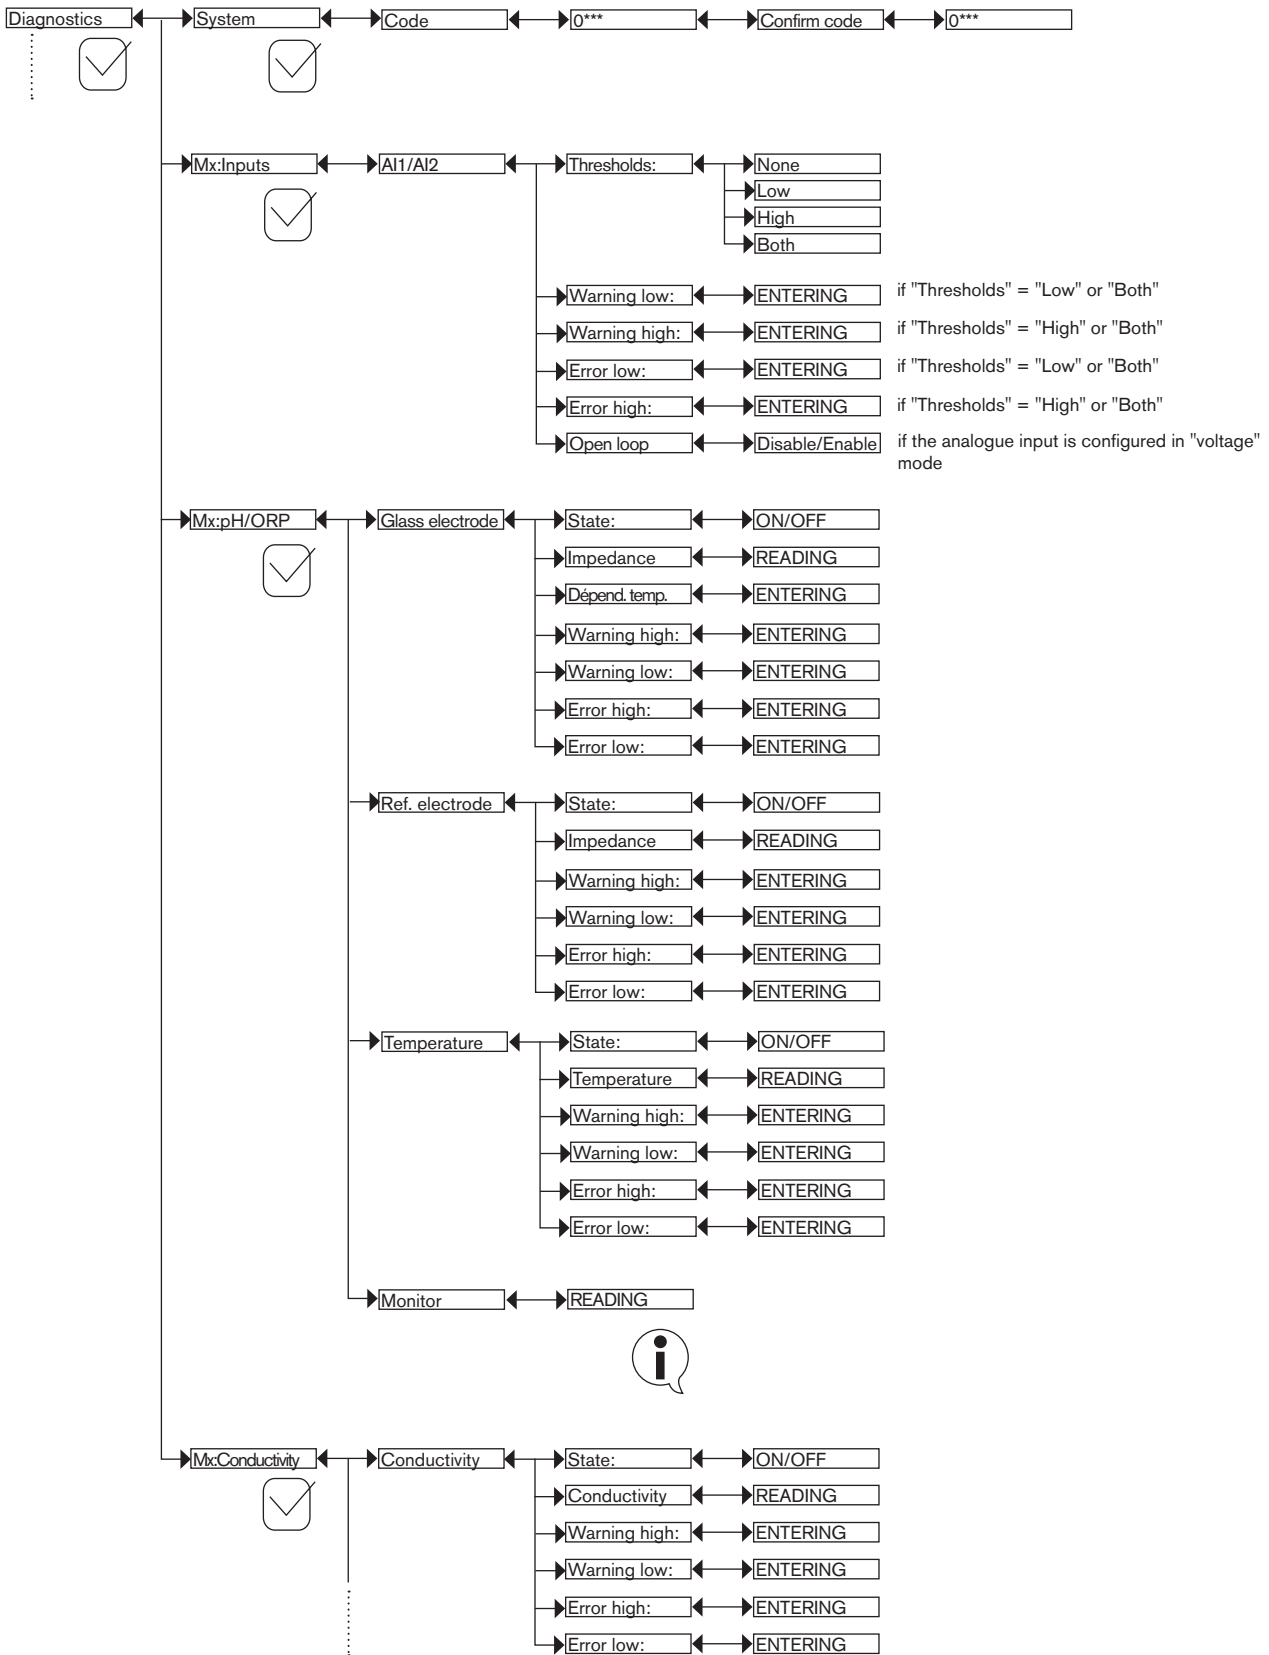 Diagnostics System Code 0*** Confirm code 0***
Mx:Inputs AI1/AI2 Thresholds: None
Low
High
Both
Warning low: ENTERING if "Thresholds" = "Low" or "Both"
Warning high: ENTERING if "Thresholds" = "High" or "Both"
Error low: ENTERING if "Thresholds" = "Low" or "Both"
Error high: ENTERING if "Thresholds" = "High" or "Both"
Open loop Disable/Enable if the analogue input is configured in "voltage"
mode
Mx:pH/ORP Glass electrode State: ON/OFF
Impedance READING
Dépend. temp. ENTERING
Warning high: ENTERING
Warning low: ENTERING
Error high: ENTERING
Error low: ENTERING
Ref. electrode State: ON/OFF
Impedance READING
Warning high: ENTERING
Warning low: ENTERING
Error high: ENTERING
Error low: ENTERING
Temperature State: ON/OFF
Temperature READING
Warning high: ENTERING
Warning low: ENTERING
Error high: ENTERING
Error low: ENTERING
Monitor READING
Mx:Conductivity Conductivity State: ON/OFF
Conductivity READING
Warning high: ENTERING
Warning low: ENTERING
Error high: ENTERING
Error low: ENTERING